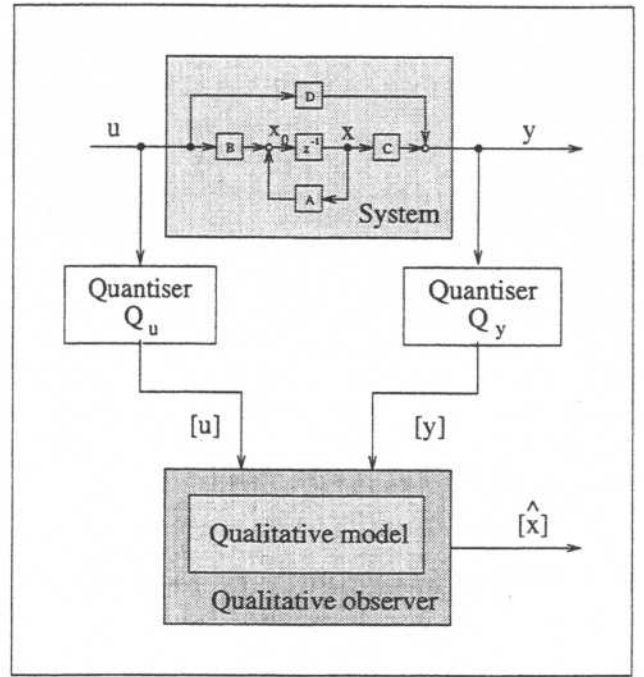 D
u
B
x0
z-1
x
C
y
A
System
Quantiser
Qu
Quantiser
Qy
[u]
[y]
Qualitative model
[x̂]
Qualitative observer